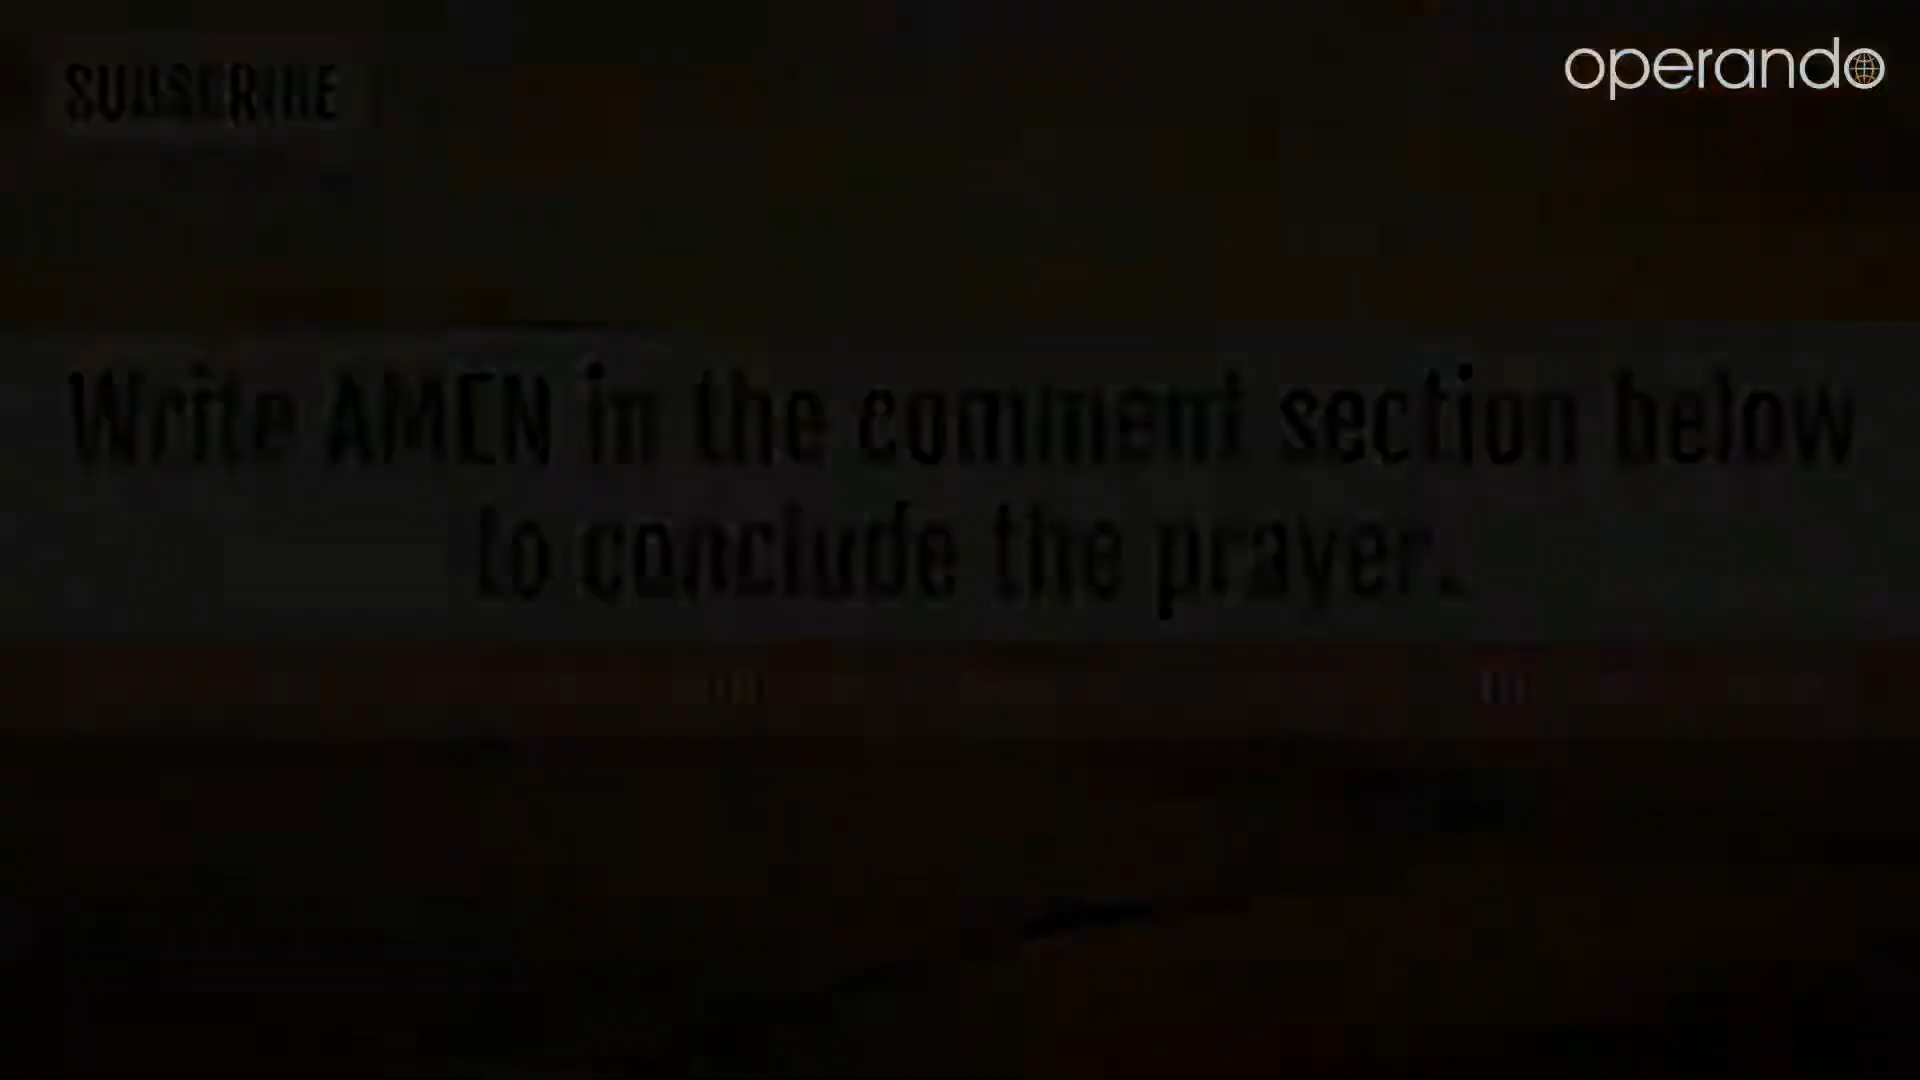 operando
SUBSCRIBE
Write AMEN in the comment section below
to conclude the prayer.